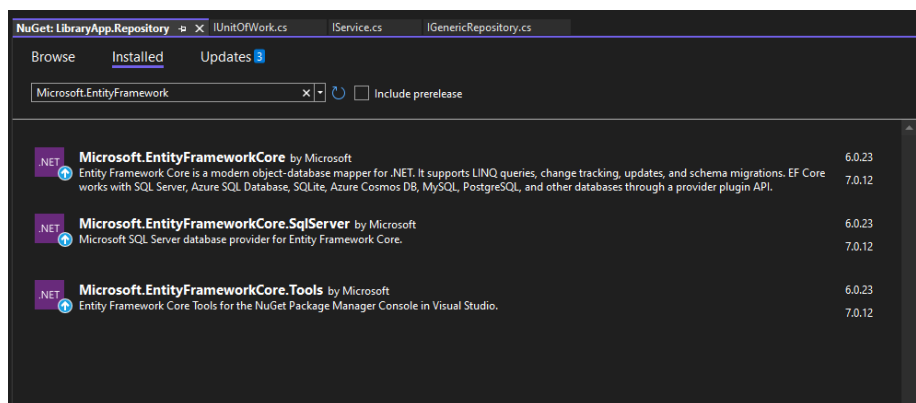 NuGet: LibraryApp.Repository IUnitOfWork.cs IService.cs IGenericRepository.cs
Browse Installed Updates 3
Microsoft.EntityFramework Include prerelease
.NET Microsoft.EntityFrameworkCore by Microsoft 6.0.23
Entity Framework Core is a modern object-database mapper for .NET. It supports LINQ queries, change tracking, updates, and schema migrations. EF Core
works with SQL Server, Azure SQL Database, SQLite, Azure Cosmos DB, MySQL, PostgreSQL, and other databases through a provider plugin API. 7.0.12
.NET Microsoft.EntityFrameworkCore.SqlServer by Microsoft 6.0.23
Microsoft SQL Server database provider for Entity Framework Core. 7.0.12
.NET Microsoft.EntityFrameworkCore.Tools by Microsoft 6.0.23
Entity Framework Core Tools for the NuGet Package Manager Console in Visual Studio. 7.0.12